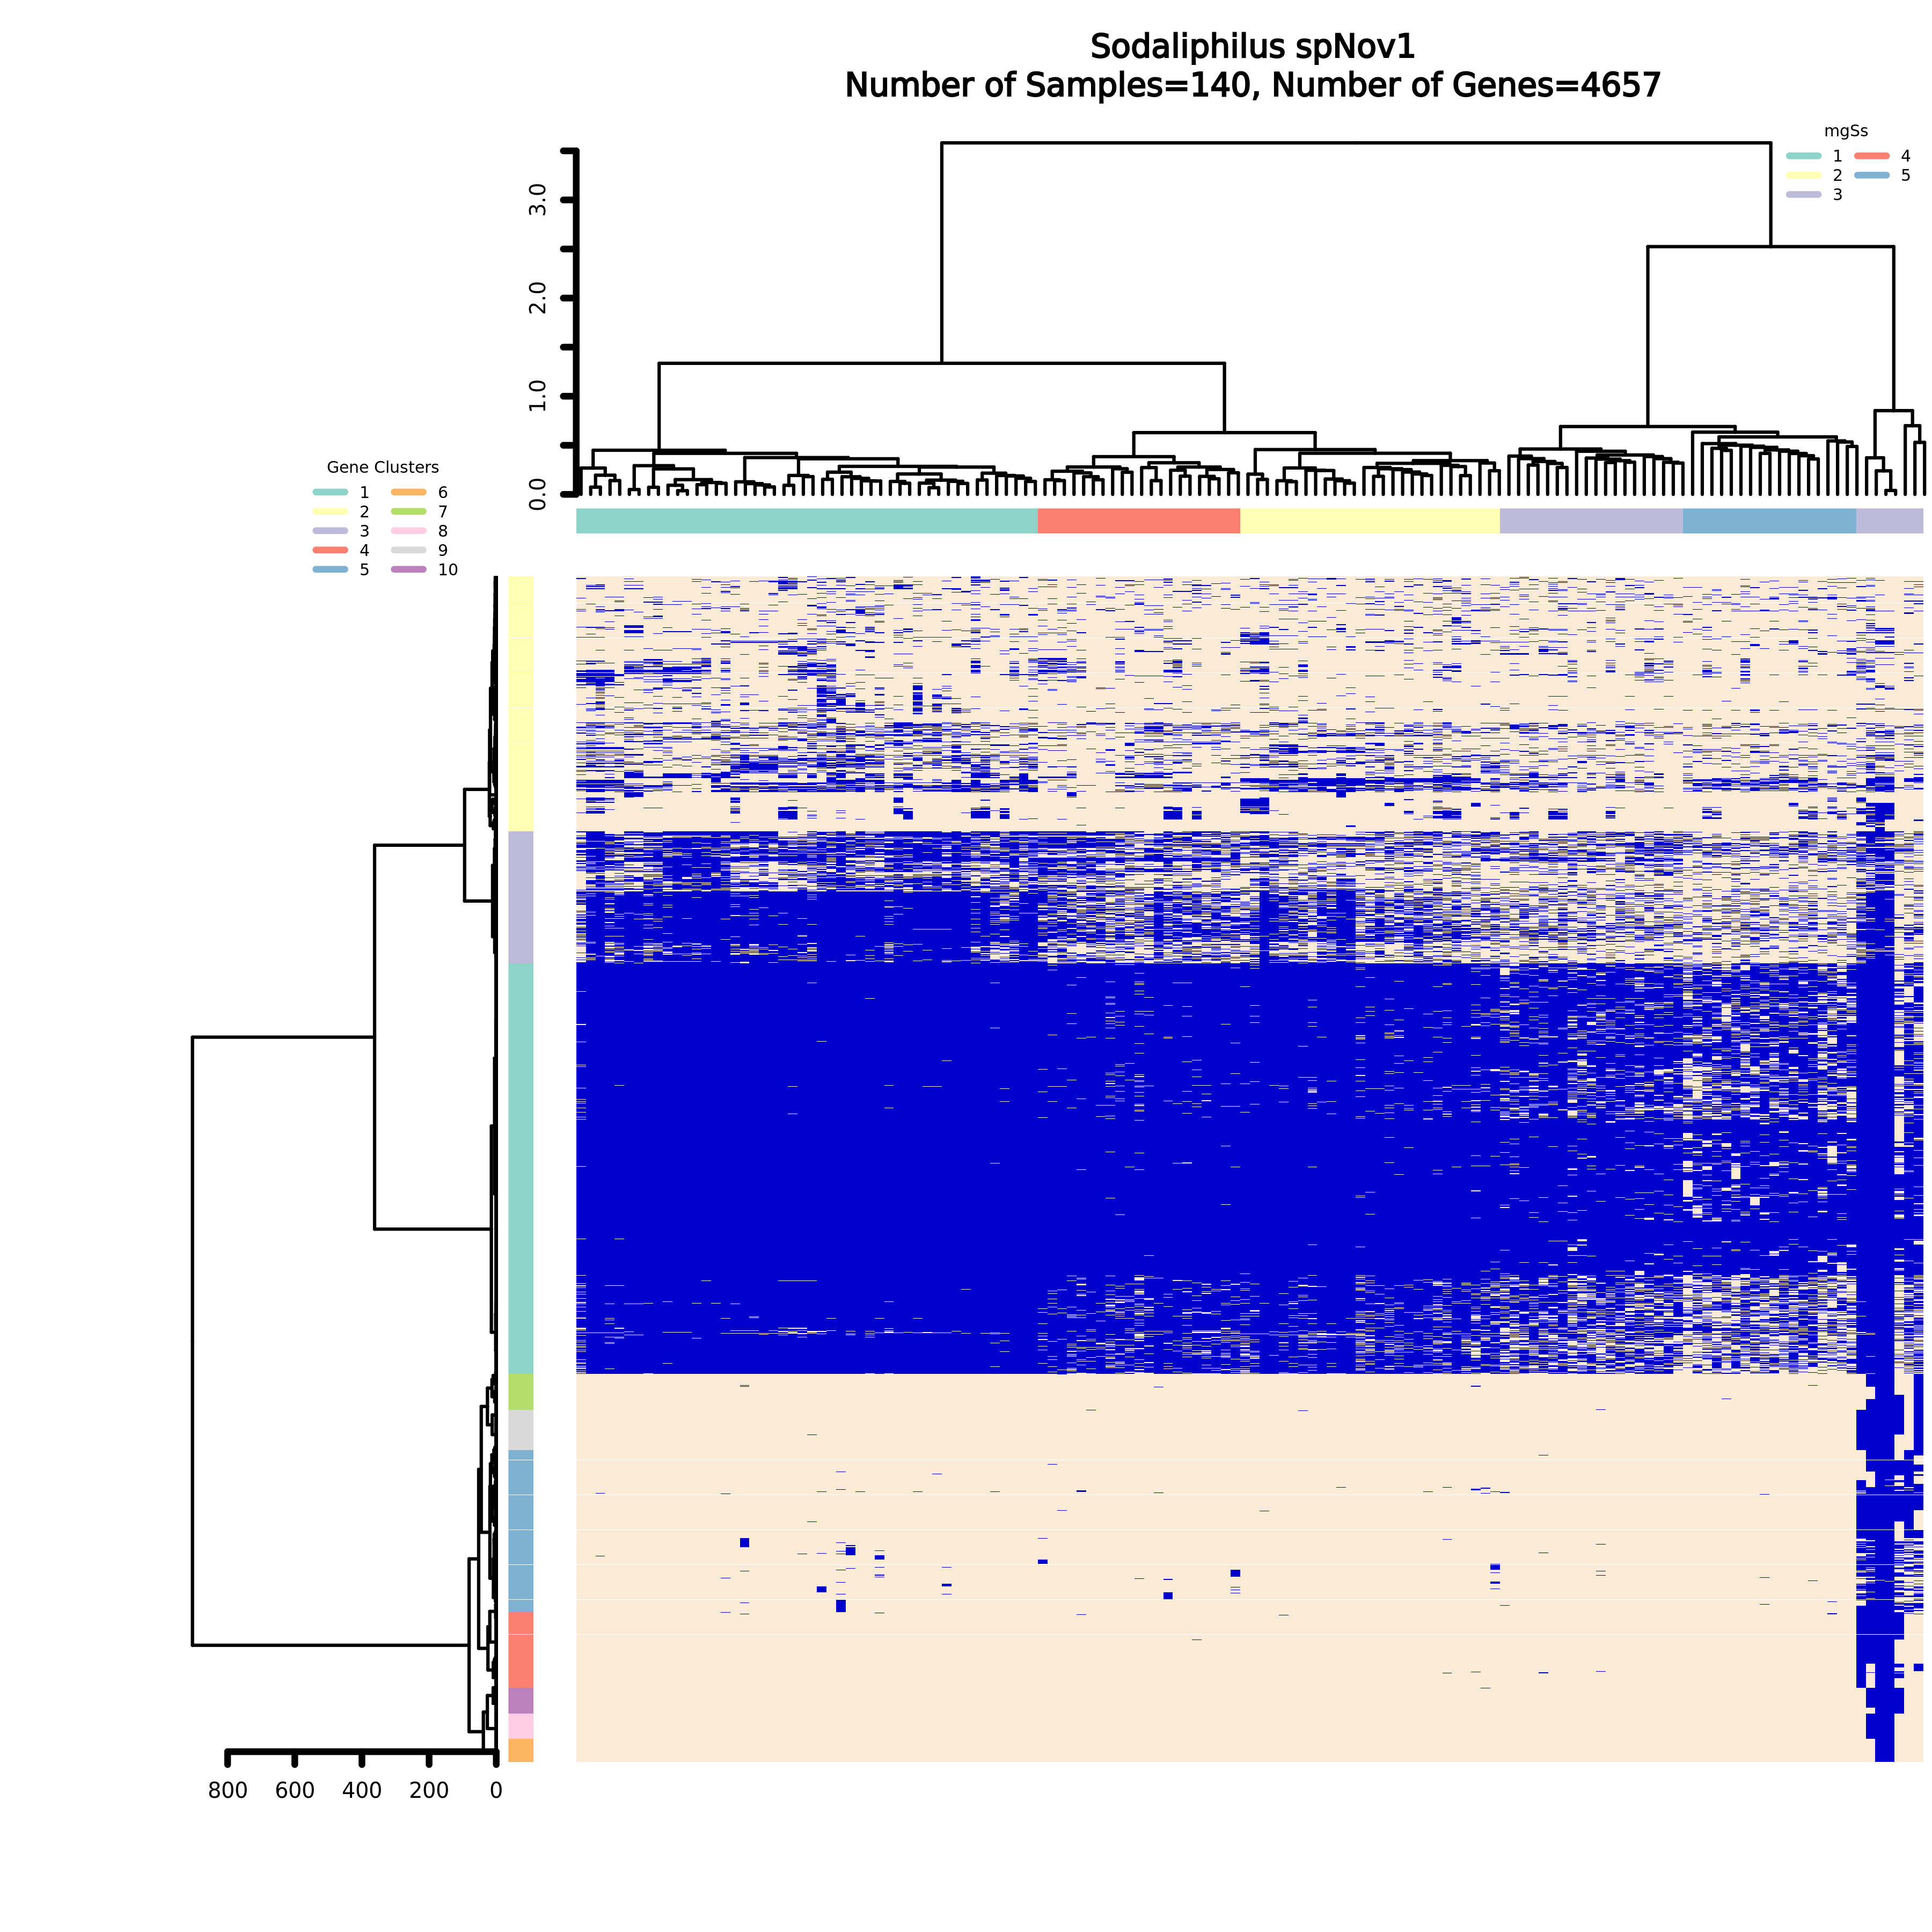 Sodaliphilus spNov1
Number of Samples=140, Number of Genes=4657
mgSs
1 4
2 5
3
3.0
2.0
1.0
0.0
Gene Clusters
1 6
2 7
3 8
4 9
5 10
800 600 400 200 0